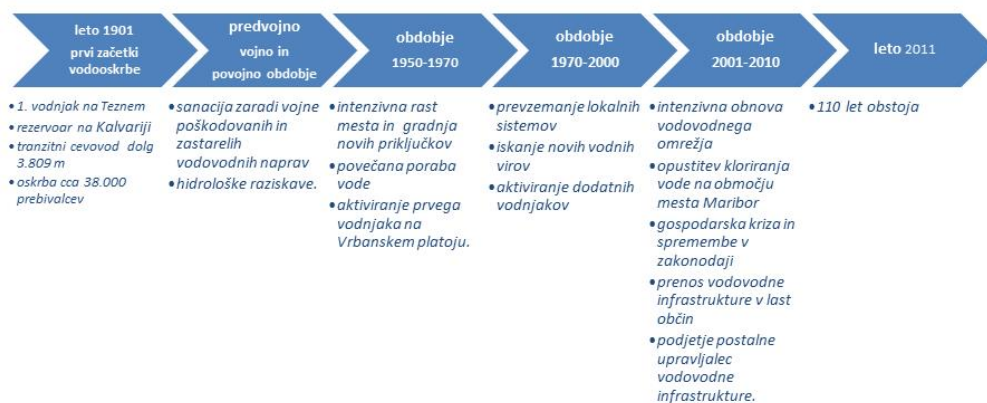 leto 1901
prvi začetki
vodooskrbe
• 1. vodnjak na Teznem
• rezervoar na Kalvariji
• tranzitni cevovod dolg
3.809 m
• oskrba cca 38.000
prebivalcev
predvojno
vojno in
povojno obdobje
• sanacija zaradi vojne
poškodovanih in
zastarelih
vodovodnih naprav
• hidrološke raziskave.
obdobje
1950-1970
• intenzivna rast
mesta in gradnja
novih priključkov
• povečana poraba
vode
• aktiviranje prvega
vodnjaka na
Vrbanskem platoju.
obdobje
1970-2000
• prevzemanje lokalnih
sistemov
• iskanje novih vodnih
virov
• aktiviranje dodatnih
vodnjakov
obdobje
2001-2010
• intenzivna obnova
vodovodnega
omrežja
• opustitev kloriranja
vode na območju
mesta Maribor
• gospodarska kriza in
spremembe v
zakonodaji
• prenos vodovodne
infrastrukture v last
občin
• podjetje postalne
upravljalec
vodovodne
infrastrukture.
leto 2011
• 110 let obstoja